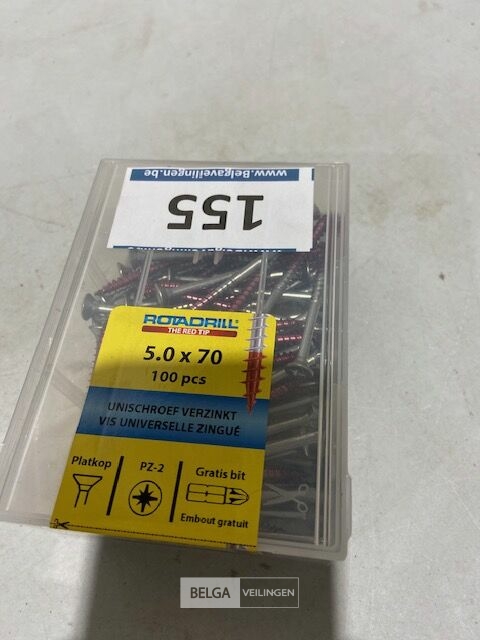 www.Belgaveilingen.be
155
ROTADRILL
THE RED TIP
5.0 x 70
100 pcs
UNISCHROEF VERZINKT
VIS UNIVERSELLE ZINGUÉ
Platkop
PZ-2
Gratis bit
Embout gratuit
BELGA VEILINGEN